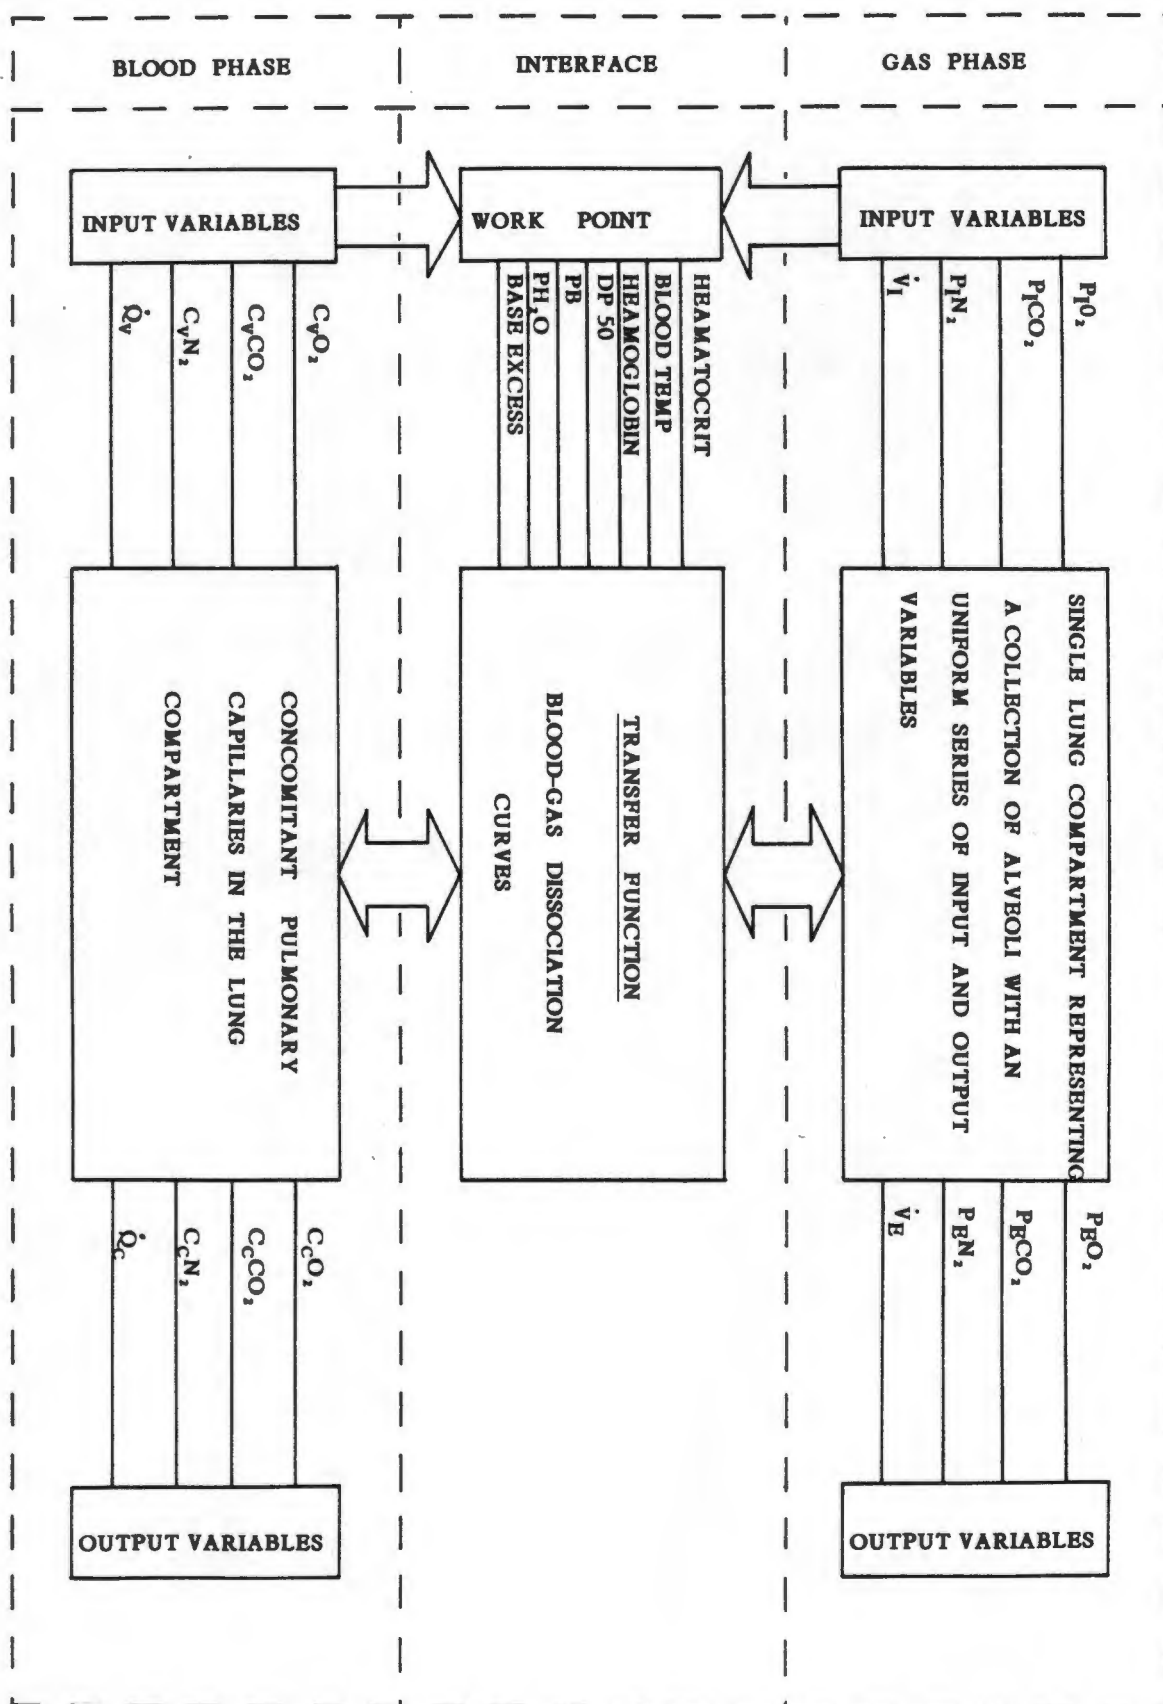 BLOOD PHASE
INTERFACE
GAS PHASE
INPUT VARIABLES
WORK POINT
INPUT VARIABLES
Q̇ᵥ
CᵥN₂
CᵥCO₂
CᵥO₂
BASE EXCESS
PH₂O
PB
DP 50
HEAMOGLOBIN
BLOOD TEMP
HEAMATOCRIT
V̇I
PIN₂
PICO₂
PI0₂
CONCOMITANT PULMONARY
CAPILLARIES IN THE LUNG
COMPARTMENT
TRANSFER FUNCTION
BLOOD-GAS DISSOCIATION
CURVES
SINGLE LUNG COMPARTMENT REPRESENTING
A COLLECTION OF ALVEOLI WITH AN
UNIFORM SERIES OF INPUT AND OUTPUT
VARIABLES
Q̇C
CCN₂
CCCO₂
CCO₂
V̇E
PEN₂
PECO₂
PEO₂
OUTPUT VARIABLES
OUTPUT VARIABLES